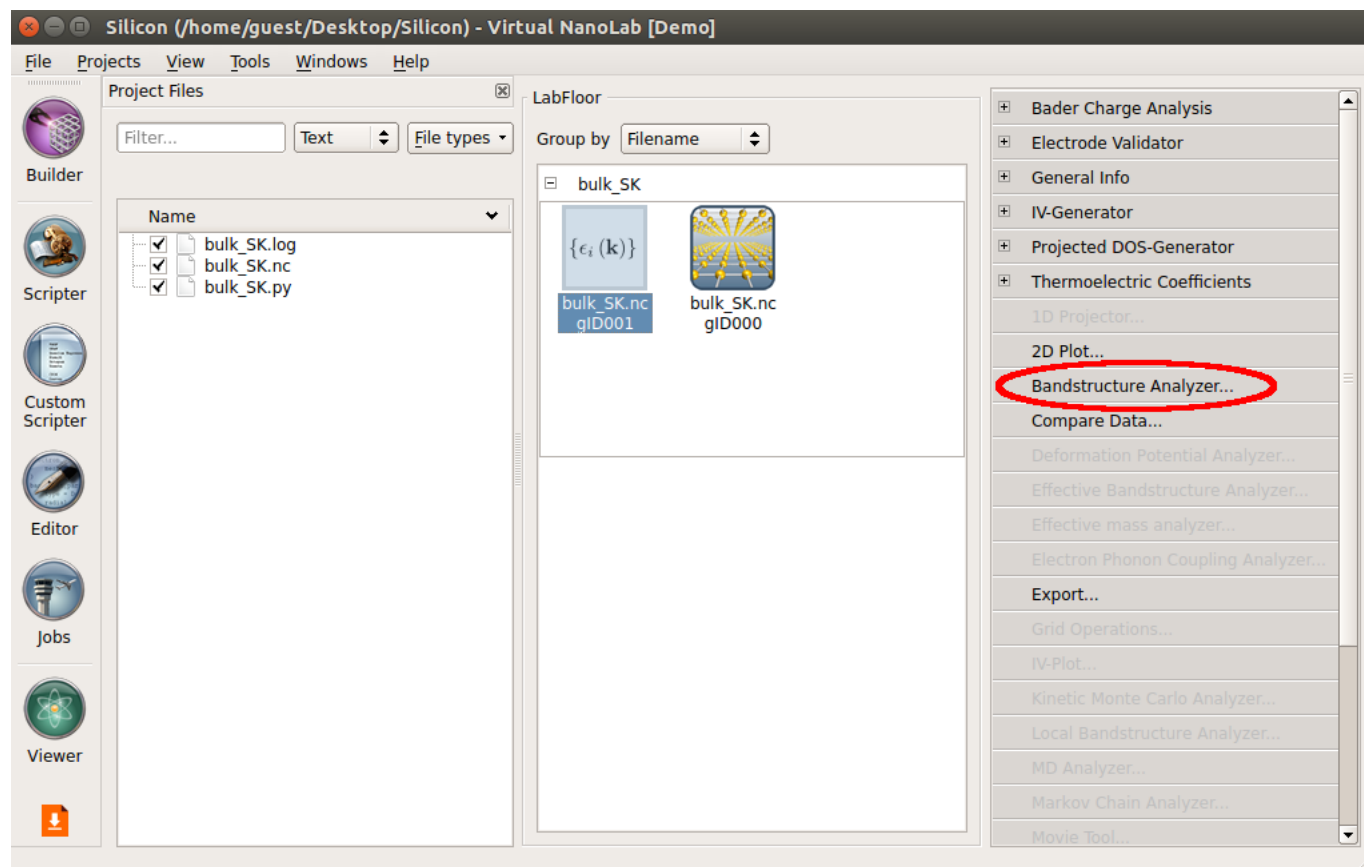 Silicon (/home/guest/Desktop/Silicon) - Virtual NanoLab [Demo]
File Projects View Tools Windows Help
Builder
Scripter
Custom
Scripter
Editor
Jobs
Viewer
Project Files
Filter... Text File types
Name
bulk_SK.log
bulk_SK.nc
bulk_SK.py
LabFloor
Group by Filename
bulk_SK
{ϵᵢ (k)}
bulk_SK.nc
gID001
bulk_SK.nc
gID000
Bader Charge Analysis
Electrode Validator
General Info
IV-Generator
Projected DOS-Generator
Thermoelectric Coefficients
1D Projector...
2D Plot...
Bandstructure Analyzer...
Compare Data...
Deformation Potential Analyzer...
Effective Bandstructure Analyzer...
Effective mass analyzer...
Electron Phonon Coupling Analyzer...
Export...
Grid Operations...
IV-Plot...
Kinetic Monte Carlo Analyzer...
Local Bandstructure Analyzer...
MD Analyzer...
Markov Chain Analyzer...
Movie Tool...